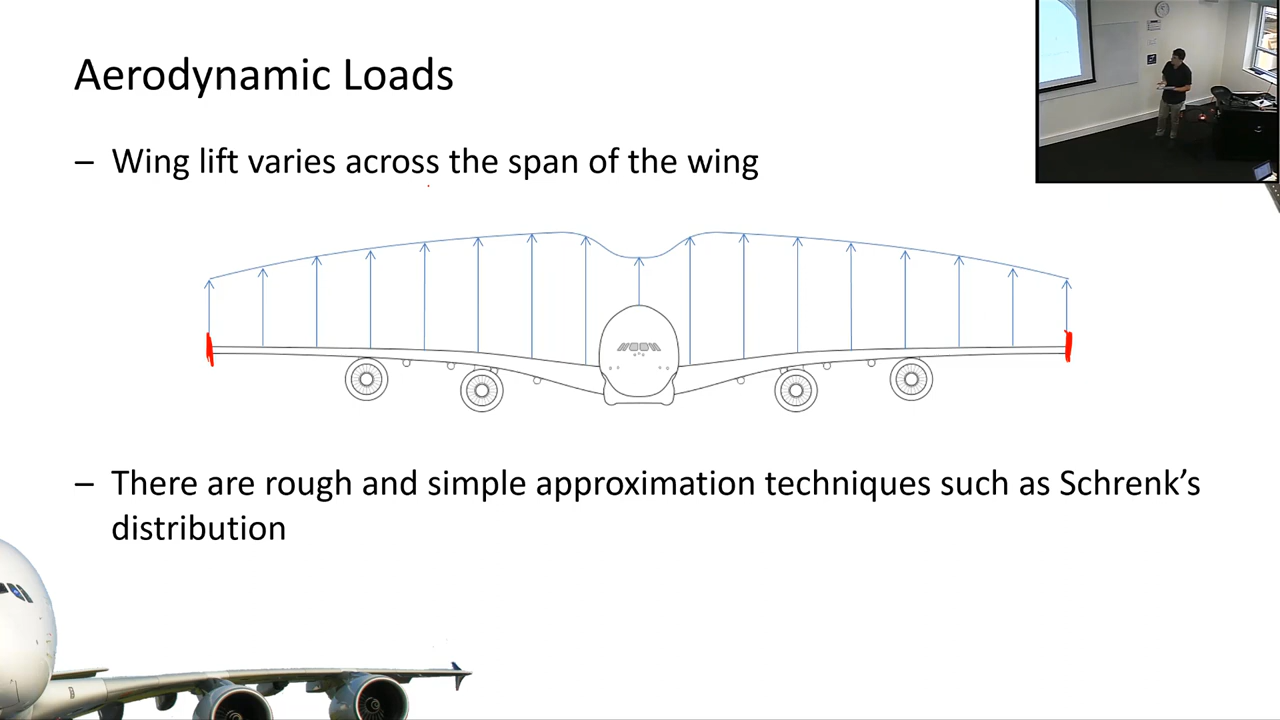 Aerodynamic Loads
– Wing lift varies across the span of the wing
– There are rough and simple approximation techniques such as Schrenk’s
distribution